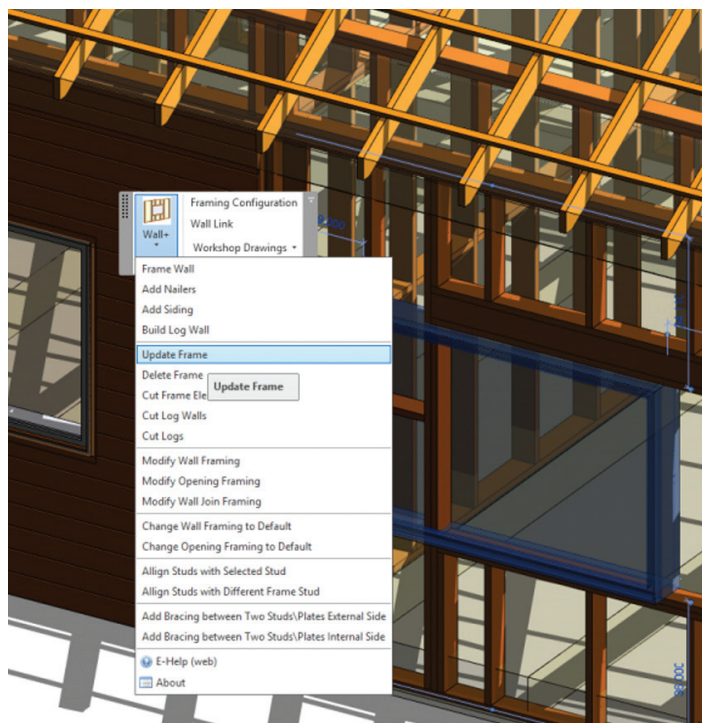 Framing Configuration
Wall+
Wall Link
Workshop Drawings
Frame Wall
Add Nailers
Add Siding
Build Log Wall
Update Frame
Delete Frame
Update Frame
Cut Frame Ele
Cut Log Walls
Cut Logs
Modify Wall Framing
Modify Opening Framing
Modify Wall Join Framing
Change Wall Framing to Default
Change Opening Framing to Default
Allign Studs with Selected Stud
Allign Studs with Different Frame Stud
Add Bracing between Two Studs\Plates External Side
Add Bracing between Two Studs\Plates Internal Side
E-Help (web)
About